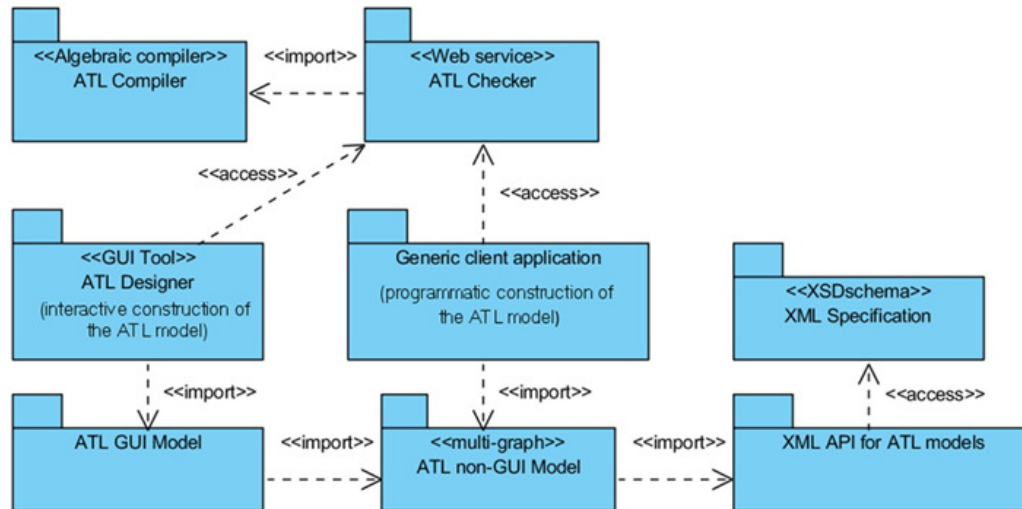 <<Algebraic compiler>>
ATL Compiler
<<import>>
<<Web service>>
ATL Checker
<<access>>
<<access>>
<<GUI Tool>>
ATL Designer
(interactive construction of
the ATL model)
Generic client application
(programmatic construction of
the ATL model)
<<XSDschema>>
XML Specification
<<import>>
<<import>>
<<access>>
ATL GUI Model
<<import>>
<<multi-graph>>
ATL non-GUI Model
<<import>>
XML API for ATL models